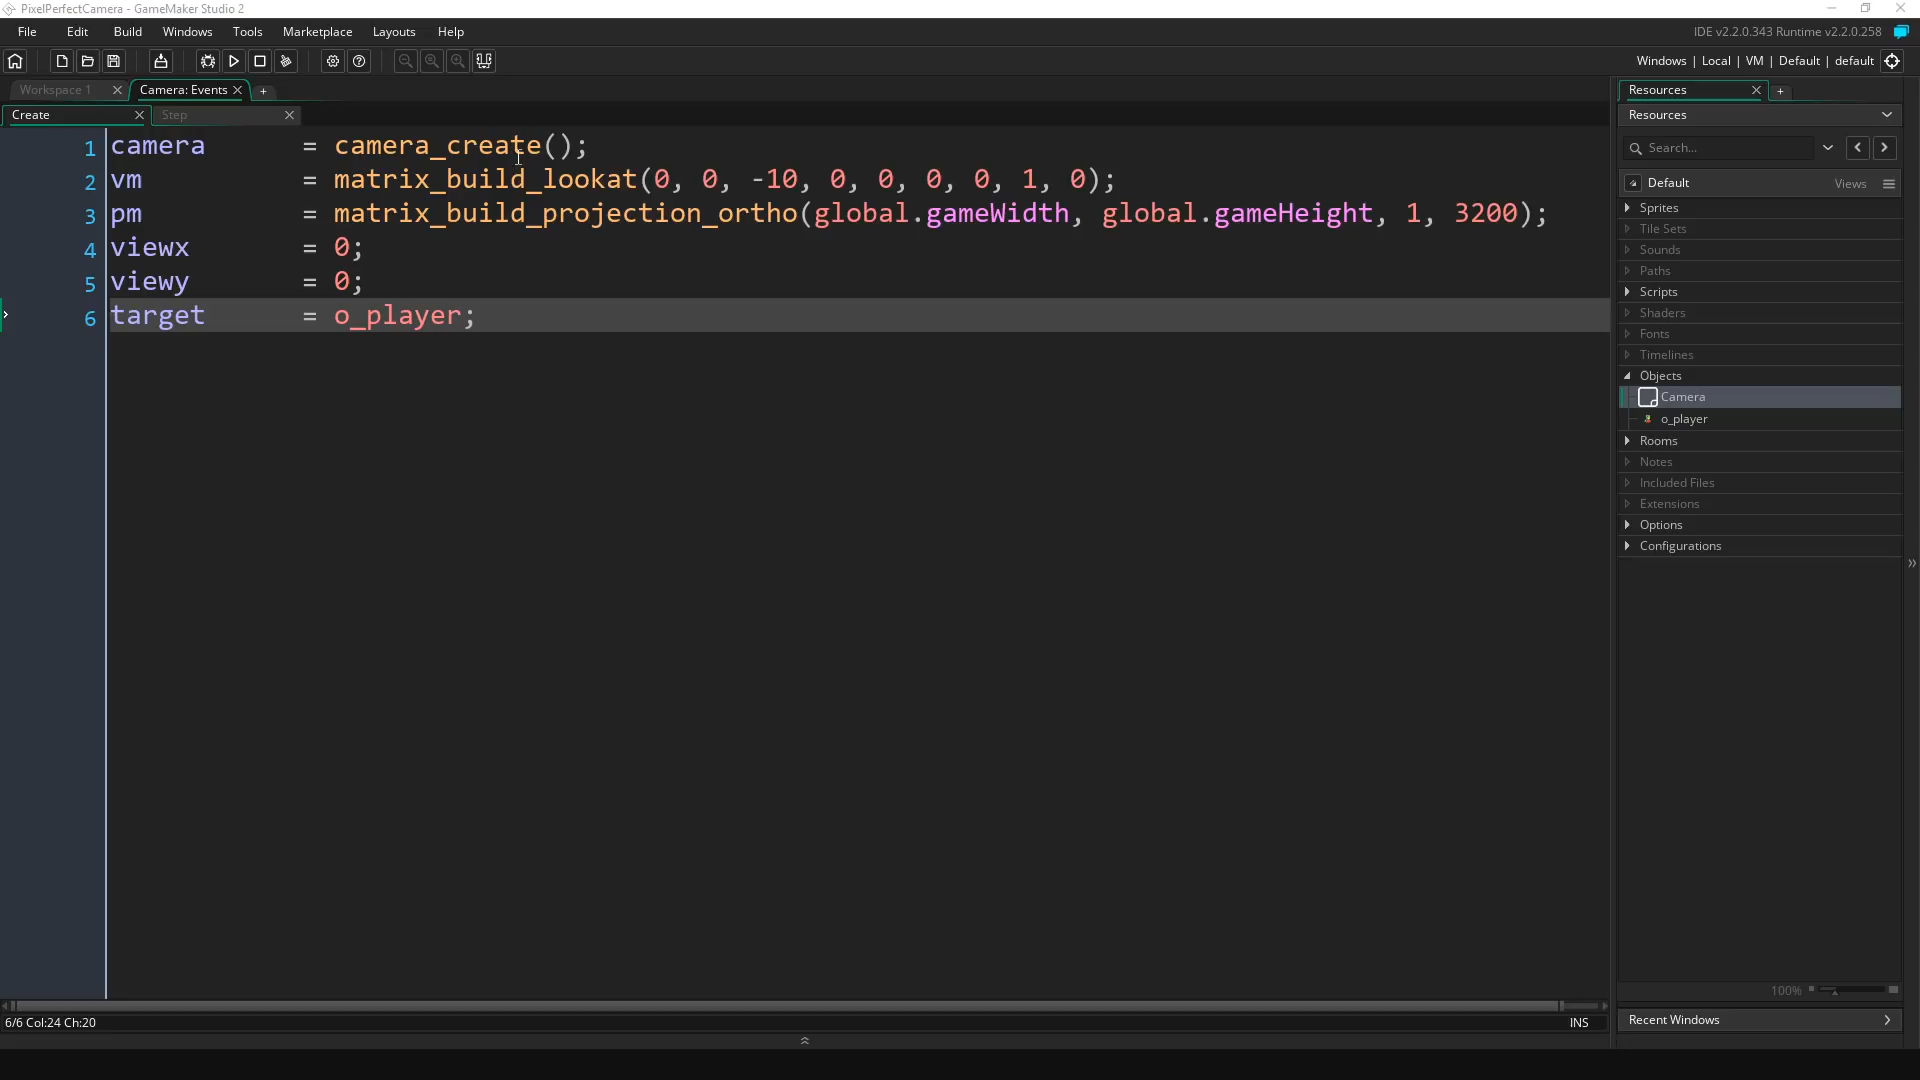 PixelPerfectCamera - GameMaker Studio 2
File Edit Build Windows Tools Marketplace Layouts Help IDE v2.2.0.343 Runtime v2.2.0.258
Windows | Local | VM | Default | default
Workspace 1 Camera: Events Resources
Create Step Resources
1 camera = camera_create();
2 vm = matrix_build_lookat(0, 0, -10, 0, 0, 0, 0, 1, 0);
3 pm = matrix_build_projection_ortho(global.gameWidth, global.gameHeight, 1, 3200);
4 viewx = 0;
5 viewy = 0;
6 target = o_player;
Search...
Default Views
Sprites
Tile Sets
Sounds
Paths
Scripts
Shaders
Fonts
Timelines
Objects
Camera
o_player
Rooms
Notes
Included Files
Extensions
Options
Configurations
100%
6/6 Col:24 Ch:20 INS
Recent Windows